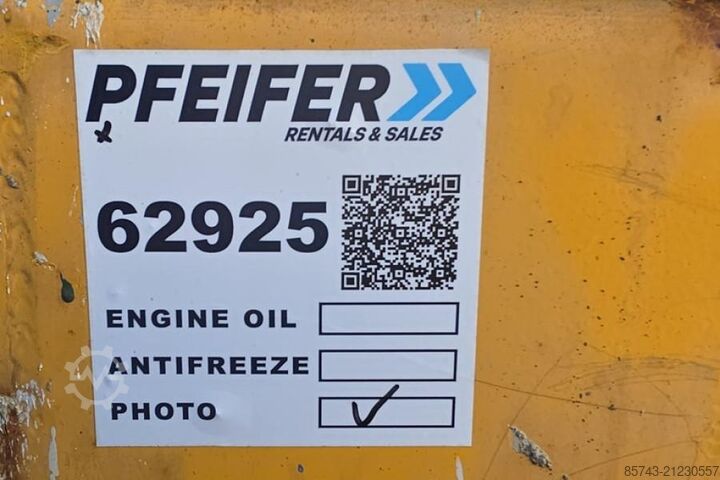 PFEIFER
RENTALS & SALES
62925
ENGINE OIL
ANTIFREEZE
PHOTO ✓
85743-21230557